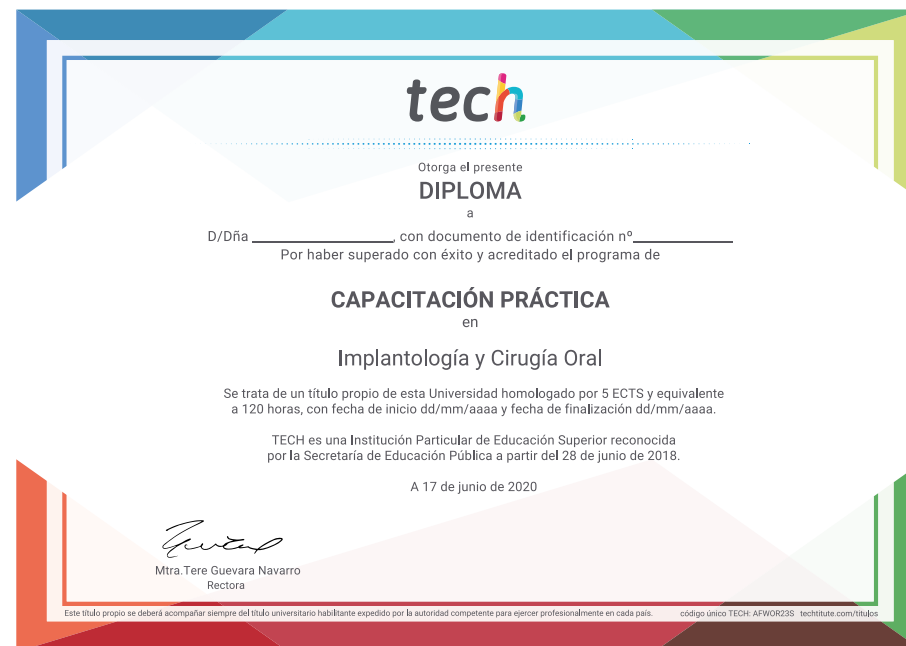 tech
Otorga el presente
DIPLOMA
a
D/Dña ____________________, con documento de identificación nº______________
Por haber superado con éxito y acreditado el programa de
CAPACITACIÓN PRÁCTICA
en
Implantología y Cirugía Oral
Se trata de un título propio de esta Universidad homologado por 5 ECTS y equivalente
a 120 horas, con fecha de inicio dd/mm/aaaa y fecha de finalización dd/mm/aaaa.
TECH es una Institución Particular de Educación Superior reconocida
por la Secretaría de Educación Pública a partir del 28 de junio de 2018.
A 17 de junio de 2020
Mtra.Tere Guevara Navarro
Rectora
Este título propio se deberá acompañar siempre del título universitario habilitante expedido por la autoridad competente para ejercer profesionalmente en cada país. código único TECH: AFWOR23S techtitute.com/titulos